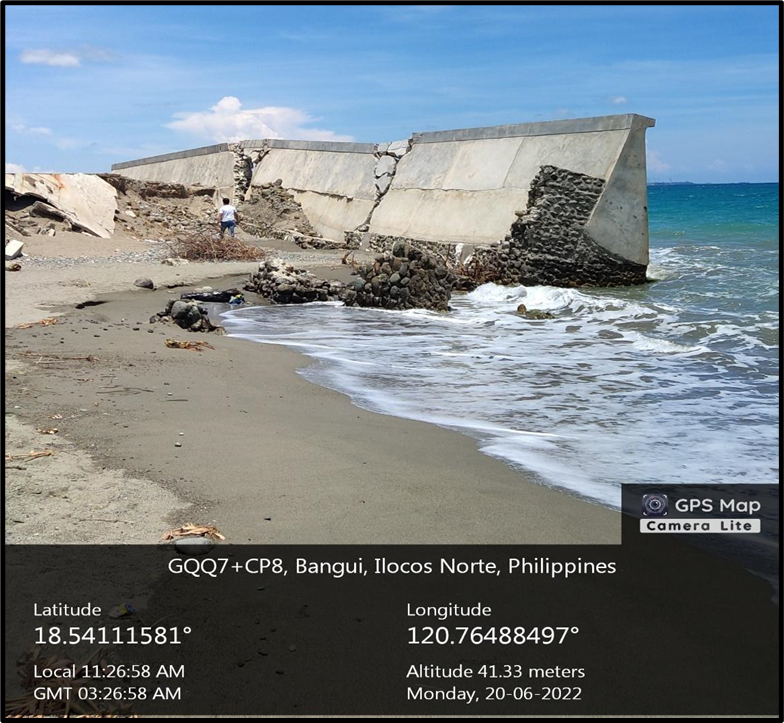 GPS Map
Camera Lite
GQQ7+CP8, Bangui, Ilocos Norte, Philippines
Latitude
18.54111581°
Longitude
120.76488497°
Local 11:26:58 AM
GMT 03:26:58 AM
Altitude 41.33 meters
Monday, 20-06-2022